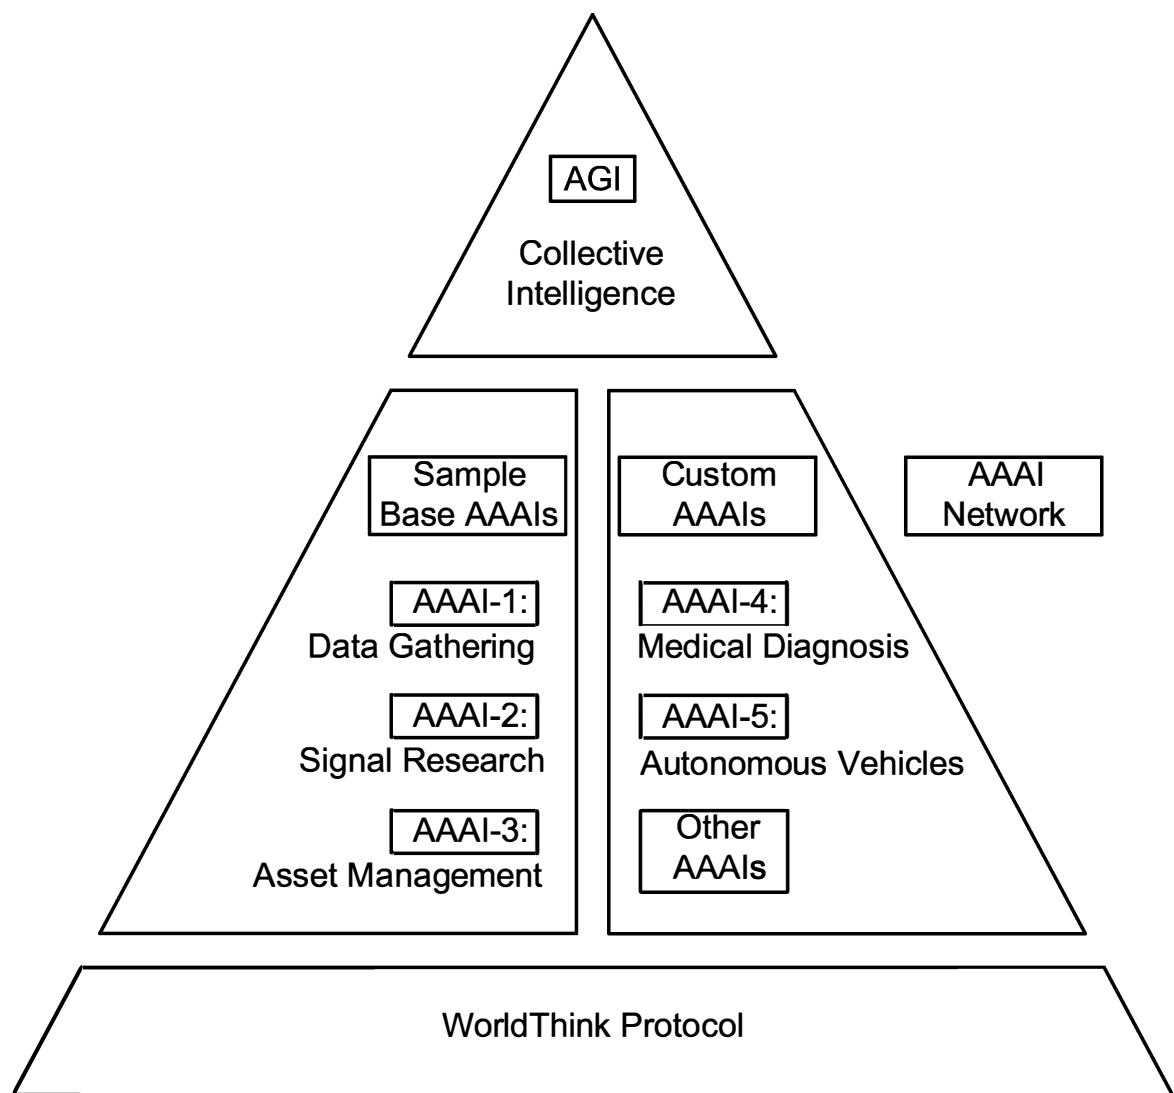 AGI
Collective
Intelligence
Sample
Base AAAIs
Custom
AAAIs
AAAI
Network
AAAI-1:
Data Gathering
AAAI-4:
Medical Diagnosis
AAAI-2:
Signal Research
AAAI-5:
Autonomous Vehicles
AAAI-3:
Asset Management
Other
AAAIs
WorldThink Protocol